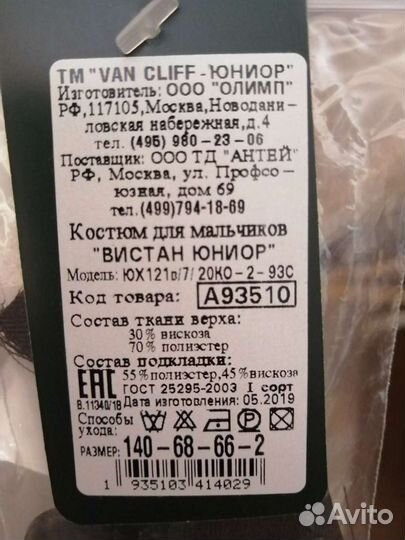 ТМ "VAN CLIFF-ЮНИОР"
Изготовитель: ООО "ОЛИМП"
РФ,117105,Москва,Новодани-
ловская набережная,д.4
тел. (495) 980-23-06
Поставщик: ООО ТД "АНТЕЙ"
РФ, Москва, ул. Профсо-
юзная, дом 69
тел.(499)794-18-69
Костюм для мальчиков
"ВИСТАН ЮНИОР"
Модель: ЮХ121в/7/20КО-2-93С
Код товара: А93510
Состав ткани верха:
30% вискоза
70% полиэстер
Состав подкладки:
55% полиэстер,45% вискоза
ЕАС ГОСТ 25295-2003 I сорт
В.11340/18 Дата изготовления: 05.2019
Способы
ухода:
РАЗМЕР: 140-68-66-2
1 935103 414029
Avito